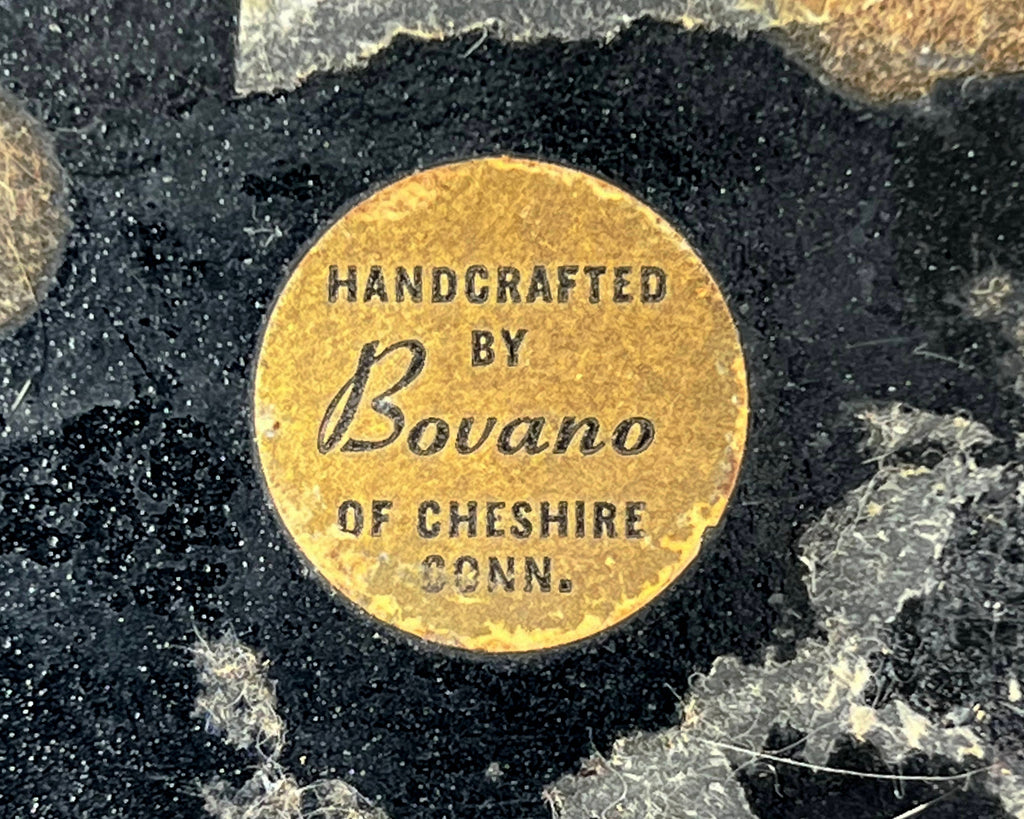 HANDCRAFTED
BY
Bovano
OF CHESHIRE
CONN.